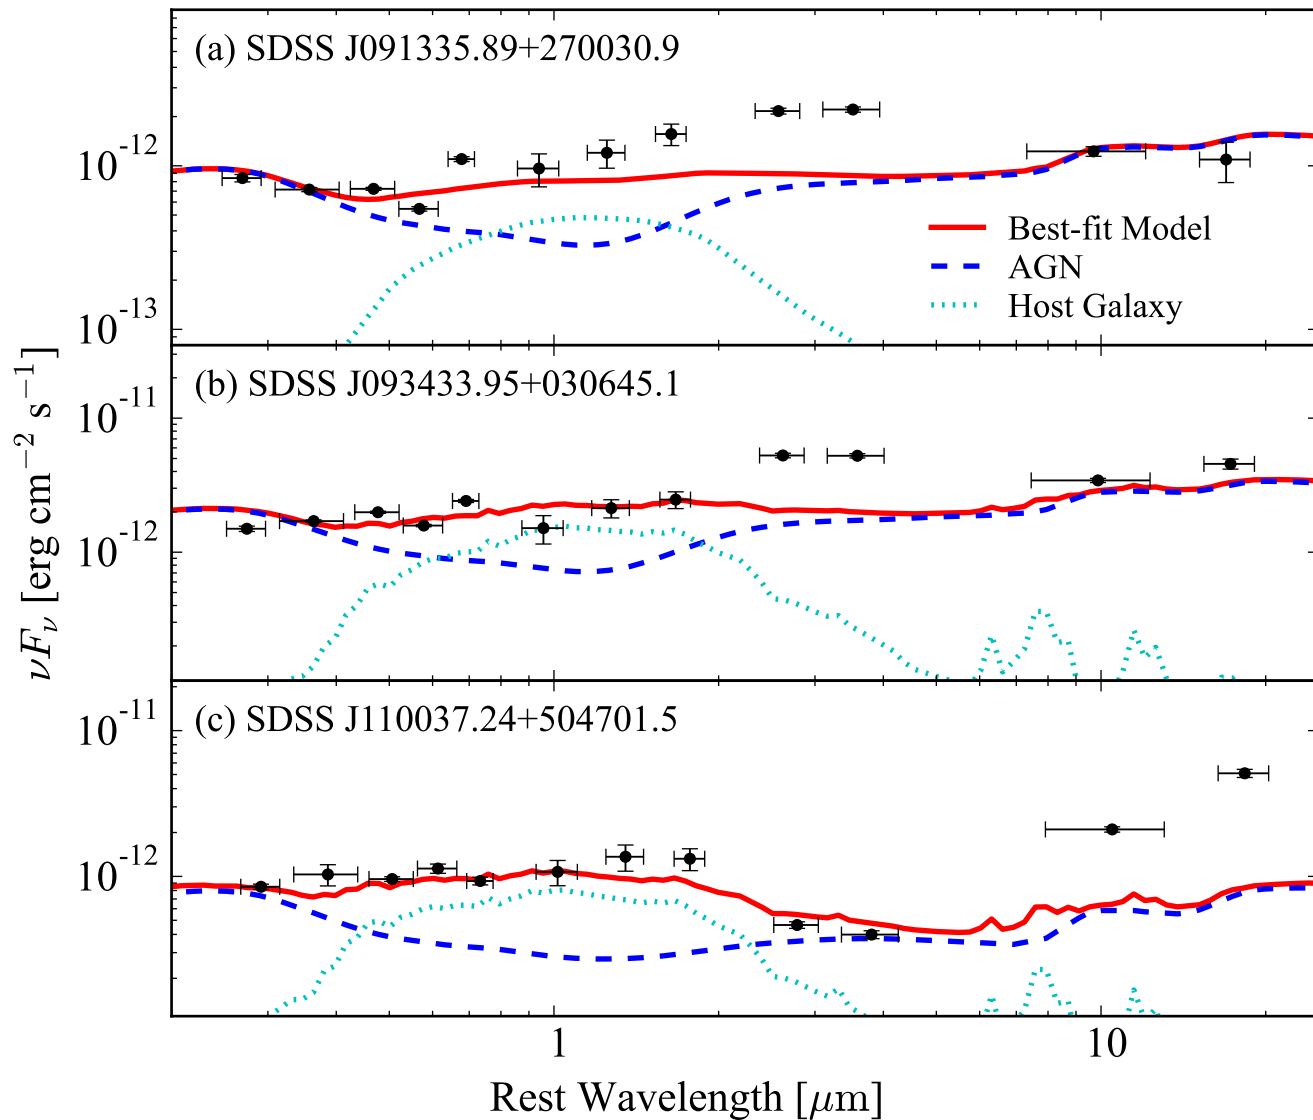 (a) SDSS J091335.89+270030.9
10⁻¹²
10⁻¹³
Best-fit Model
AGN
Host Galaxy
(b) SDSS J093433.95+030645.1
10⁻¹¹
10⁻¹²
(c) SDSS J110037.24+504701.5
10⁻¹¹
10⁻¹²
νF_ν [erg cm⁻² s⁻¹]
1 10
Rest Wavelength [μm]